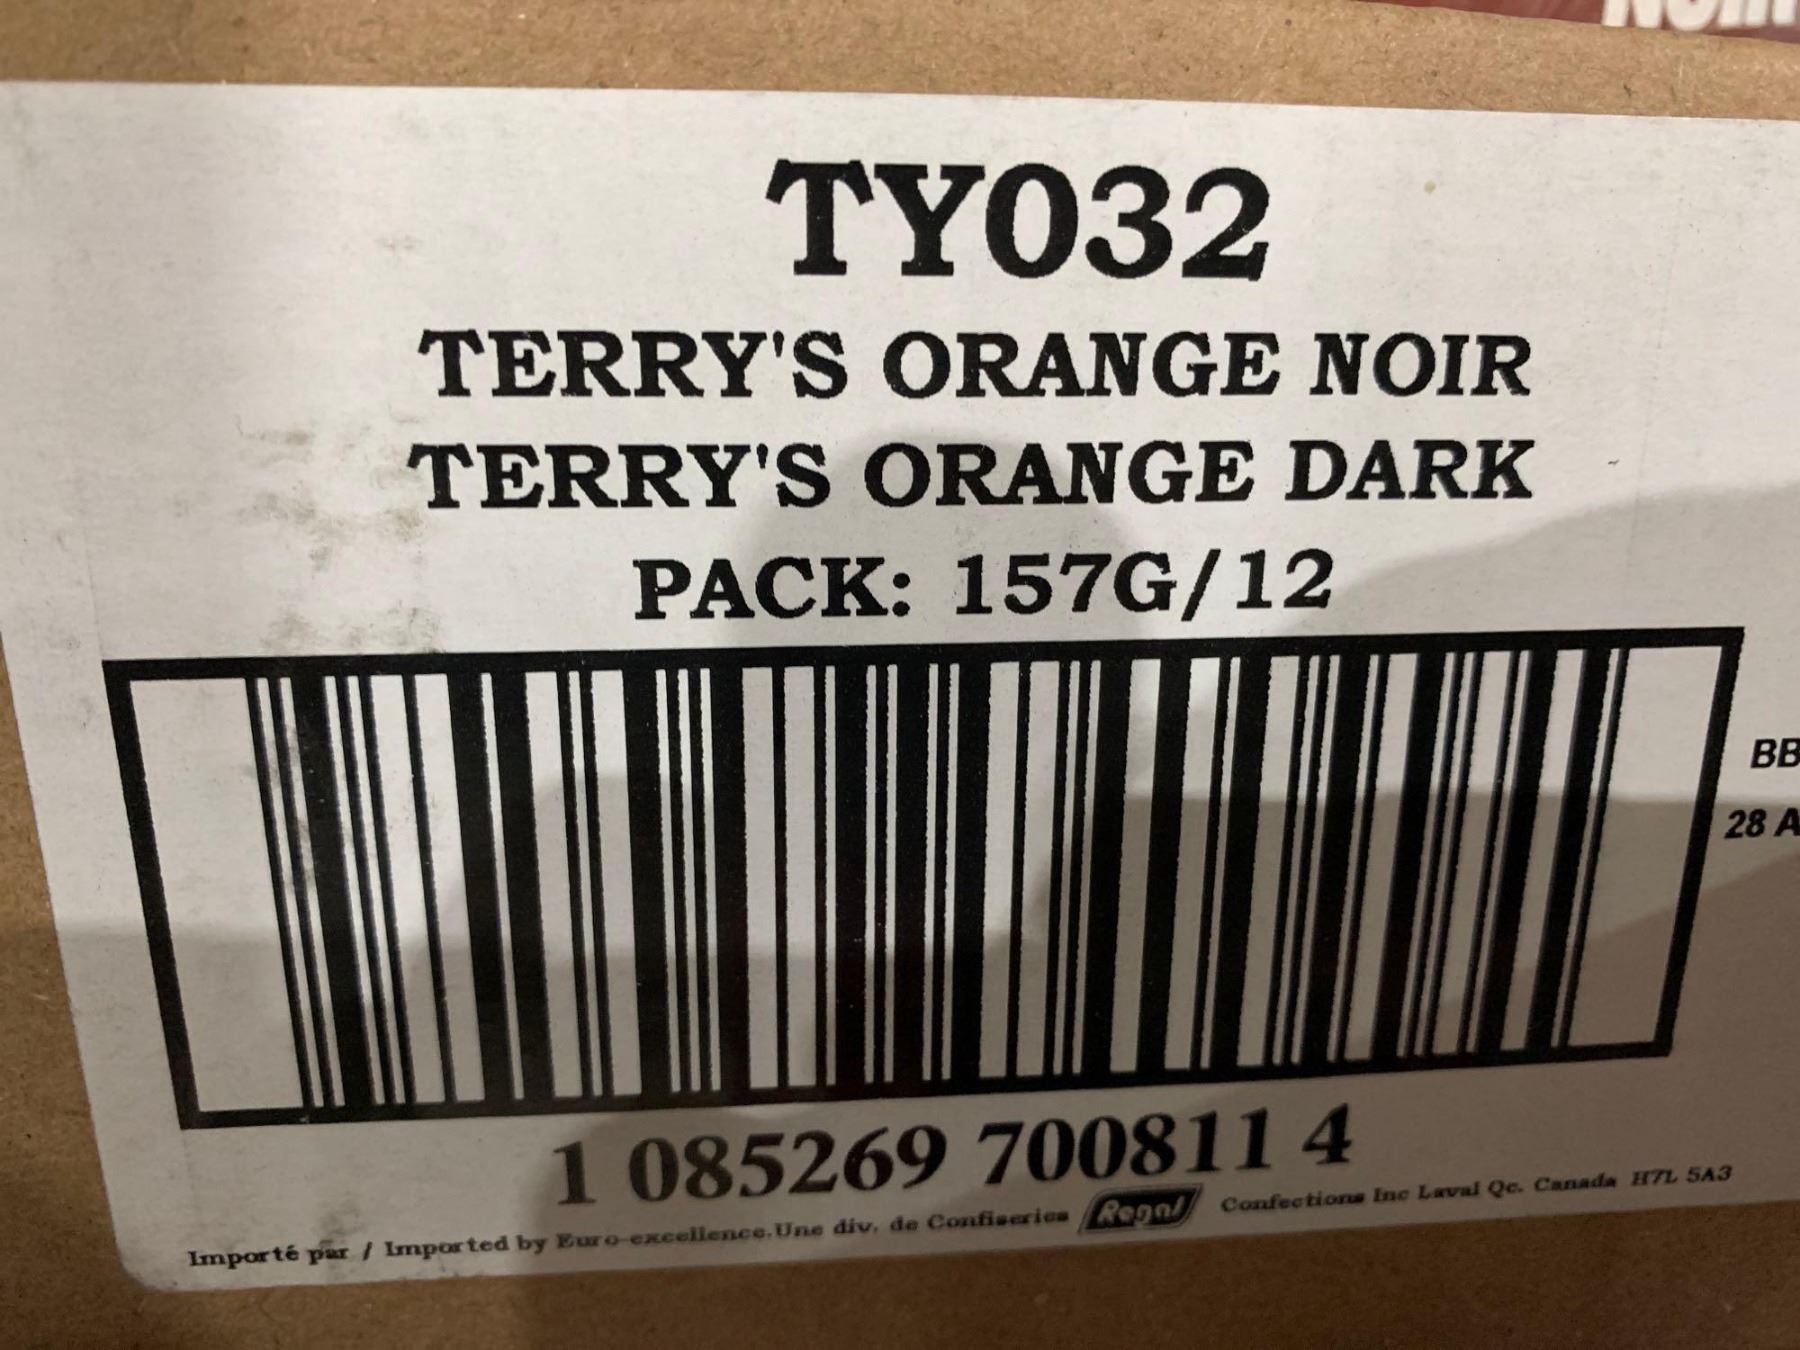 TY032
TERRY'S ORANGE NOIR
TERRY'S ORANGE DARK
PACK: 157G/12
BB
28 A
1 085269 700811 4
Importé par / Imported by Euro-excellence.Une div. de Confiseries Regal Confections Inc Laval Qc. Canada H7L 5A3